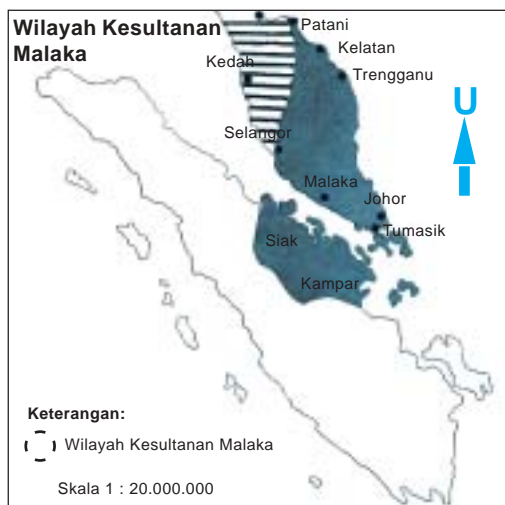 Wilayah Kesultanan
Malaka
Patani
Kelatan
Kedah
Trengganu
U
Selangor
Malaka
Johor
Tumasik
Siak
Kampar
Keterangan:
Wilayah Kesultanan Malaka
Skala 1 : 20.000.000